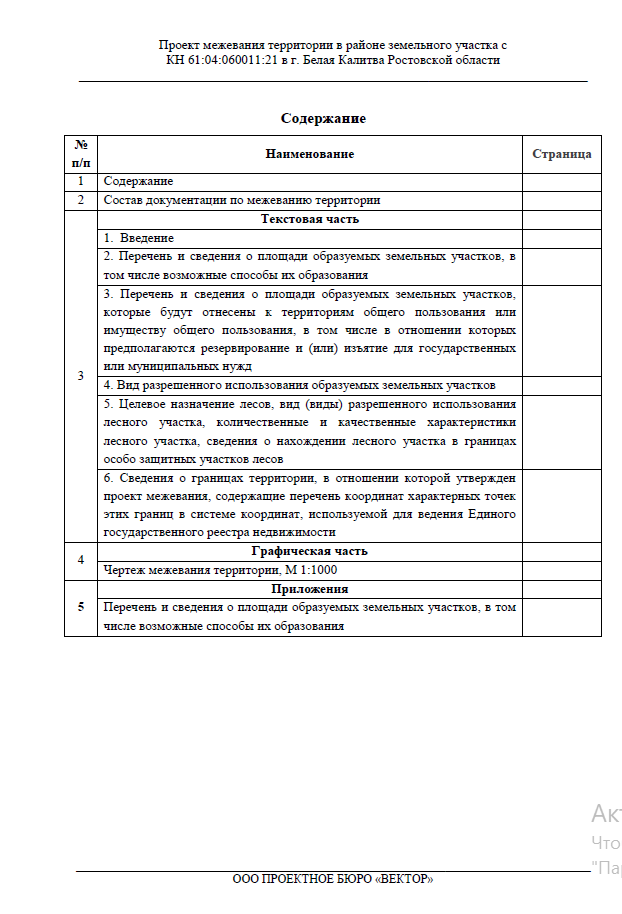 Проект межевания территории в районе земельного участка с
КН 61:04:060011:21 в г. Белая Калитва Ростовской области
Содержание
№
п/п
Наименование
Страница
1
Содержание
2
Состав документации по межеванию территории
3
Текстовая часть
1. Введение
2. Перечень и сведения о площади образуемых земельных участков, в
том числе возможные способы их образования
3. Перечень и сведения о площади образуемых земельных участков,
которые будут отнесены к территориям общего пользования или
имуществу общего пользования, в том числе в отношении которых
предполагаются резервирование и (или) изъятие для государственных
или муниципальных нужд
4. Вид разрешенного использования образуемых земельных участков
5. Целевое назначение лесов, вид (виды) разрешенного использования
лесного участка, количественные и качественные характеристики
лесного участка, сведения о нахождении лесного участка в границах
особо защитных участков лесов
6. Сведения о границах территории, в отношении которой утвержден
проект межевания, содержащие перечень координат характерных точек
этих границ в системе координат, используемой для ведения Единого
государственного реестра недвижимости
4
Графическая часть
Чертеж межевания территории, М 1:1000
5
Приложения
Перечень и сведения о площади образуемых земельных участков, в том
числе возможные способы их образования
Что
ООО ПРОЕКТНОЕ БЮРО «ВЕКТОР»